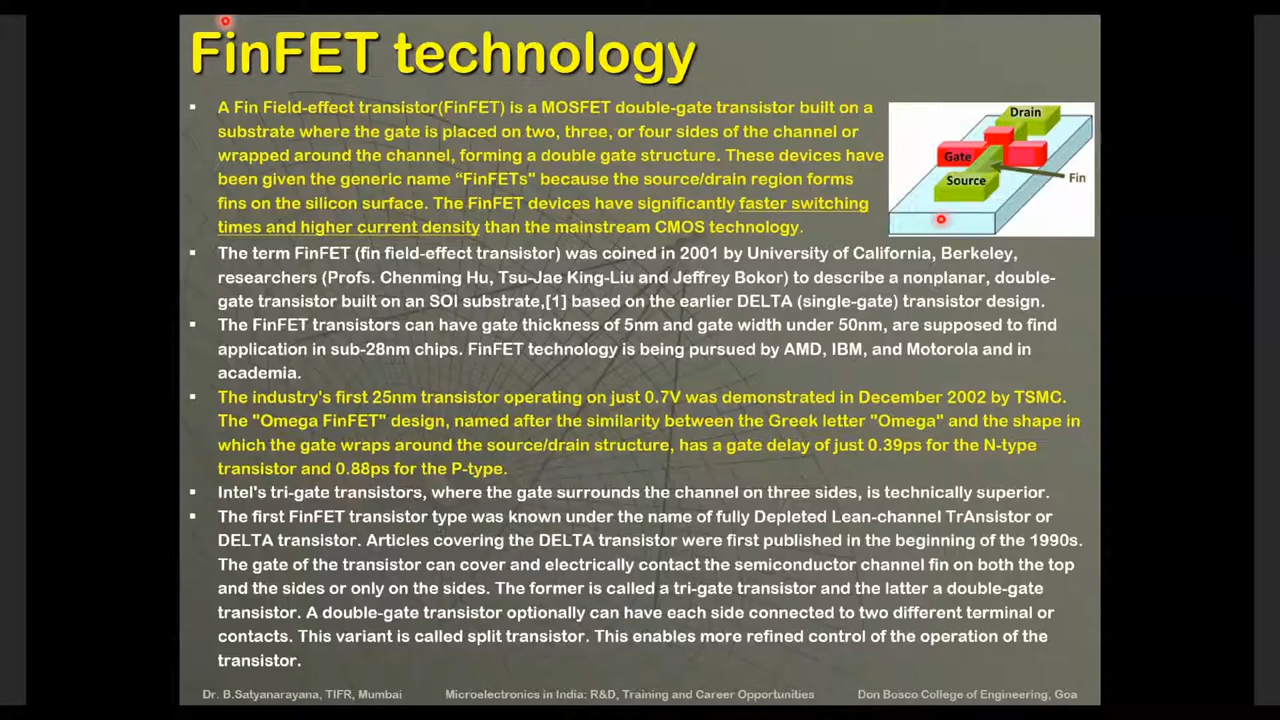 FinFET technology
▪ A Fin Field-effect transistor(FinFET) is a MOSFET double-gate transistor built on a
substrate where the gate is placed on two, three, or four sides of the channel or
wrapped around the channel, forming a double gate structure. These devices have
been given the generic name “FinFETs" because the source/drain region forms
fins on the silicon surface. The FinFET devices have significantly faster switching
times and higher current density than the mainstream CMOS technology.
Drain
Gate
Source
Fin
▪ The term FinFET (fin field-effect transistor) was coined in 2001 by University of California, Berkeley,
researchers (Profs. Chenming Hu, Tsu-Jae King-Liu and Jeffrey Bokor) to describe a nonplanar, double-
gate transistor built on an SOI substrate,[1] based on the earlier DELTA (single-gate) transistor design.
▪ The FinFET transistors can have gate thickness of 5nm and gate width under 50nm, are supposed to find
application in sub-28nm chips. FinFET technology is being pursued by AMD, IBM, and Motorola and in
academia.
▪ The industry's first 25nm transistor operating on just 0.7V was demonstrated in December 2002 by TSMC.
The "Omega FinFET" design, named after the similarity between the Greek letter "Omega" and the shape in
which the gate wraps around the source/drain structure, has a gate delay of just 0.39ps for the N-type
transistor and 0.88ps for the P-type.
▪ Intel's tri-gate transistors, where the gate surrounds the channel on three sides, is technically superior.
▪ The first FinFET transistor type was known under the name of fully Depleted Lean-channel TrAnsistor or
DELTA transistor. Articles covering the DELTA transistor were first published in the beginning of the 1990s.
The gate of the transistor can cover and electrically contact the semiconductor channel fin on both the top
and the sides or only on the sides. The former is called a tri-gate transistor and the latter a double-gate
transistor. A double-gate transistor optionally can have each side connected to two different terminal or
contacts. This variant is called split transistor. This enables more refined control of the operation of the
transistor.
Dr. B.Satyanarayana, TIFR, Mumbai Microelectronics in India: R&D, Training and Career Opportunities Don Bosco College of Engineering, Goa